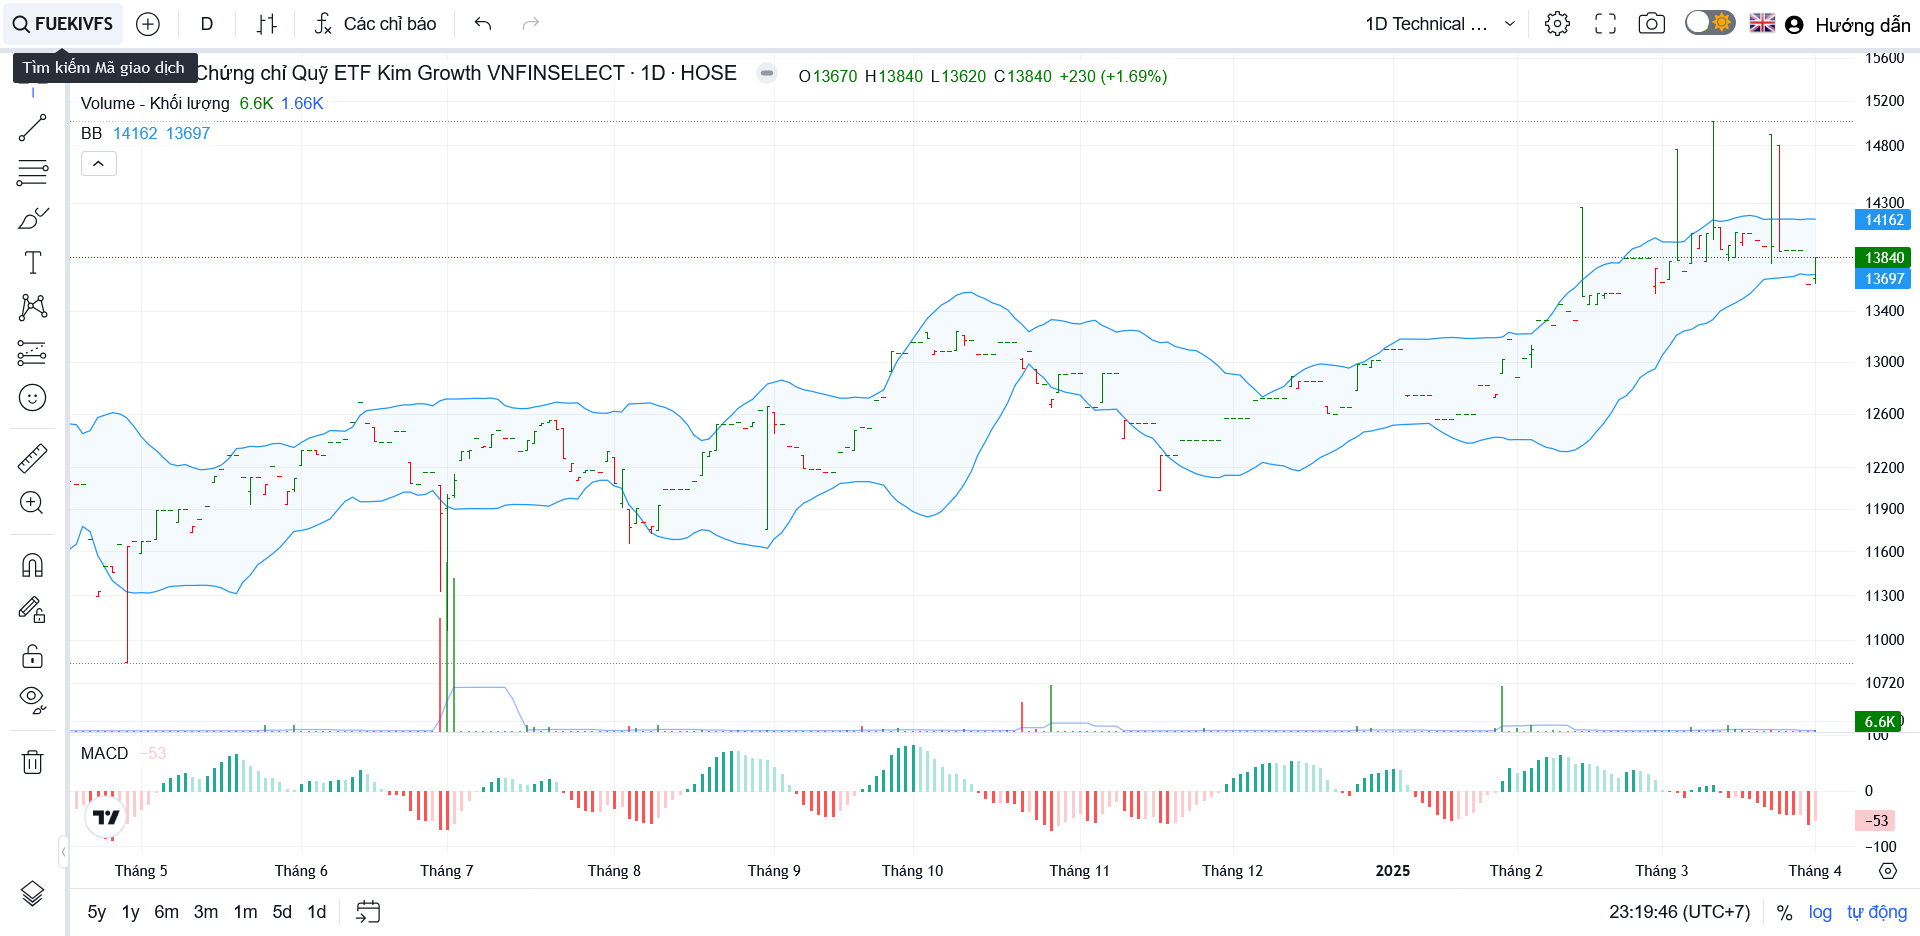 FUEKIVFS
D
Các chỉ báo
1D Technical ...
Hướng dẫn
Tìm kiếm Mã giao dịch
Chứng chỉ Quỹ ETF Kim Growth VNFINSELECT · 1D · HOSE
O13670 H13840 L13620 C13840 +230 (+1.69%)
Volume - Khối lượng 6.6K 1.66K
BB 14162 13697
15600
15200
14800
14300
14162
13840
13697
13400
13000
12600
12200
11900
11600
11300
11000
10720
6.6K
100
MACD −53
0
−53
−100
Tháng 5 Tháng 6 Tháng 7 Tháng 8 Tháng 9 Tháng 10 Tháng 11 Tháng 12 2025 Tháng 2 Tháng 3 Tháng 4
5y 1y 6m 3m 1m 5d 1d
23:19:46 (UTC+7) % log tự động